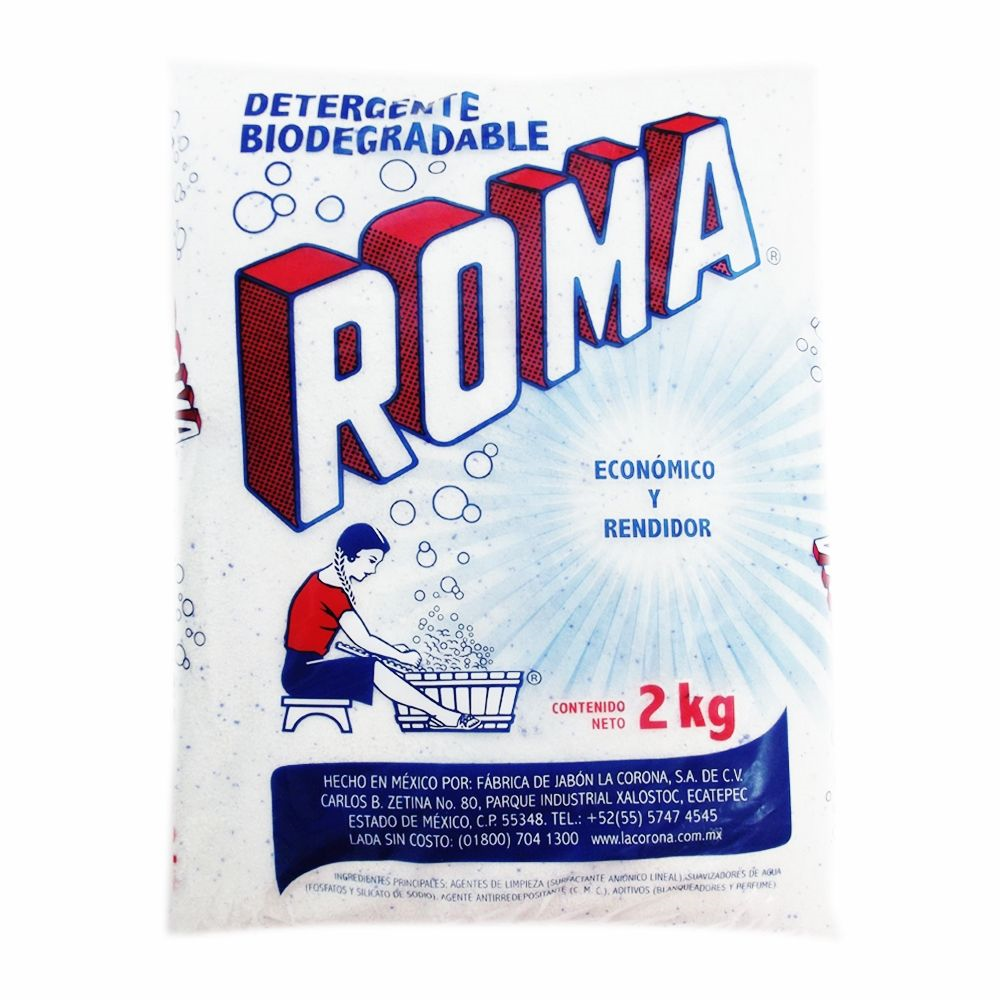 DETERGENTE
BIODEGRADABLE
ROMA®
ECONÓMICO
Y
RENDIDOR
®
CONTENIDO
NETO 2 kg
HECHO EN MÉXICO POR: FÁBRICA DE JABÓN LA CORONA, S.A. DE C.V.
CARLOS B. ZETINA No. 80, PARQUE INDUSTRIAL XALOSTOC, ECATEPEC
ESTADO DE MÉXICO, C.P. 55348. TEL.: +52(55) 5747 4545
LADA SIN COSTO: (01800) 704 1300 www.lacorona.com.mx
INGREDIENTES PRINCIPALES: AGENTES DE LIMPIEZA (SURFACTANTE ANIÓNICO LINEAL), SUAVIZADORES DE AGUA
(FOSFATOS Y SILICATO DE SODIO), AGENTE ANTIRREDEPOSITANTE (C. M. C.), ADITIVOS (BLANQUEADORES Y PERFUME)